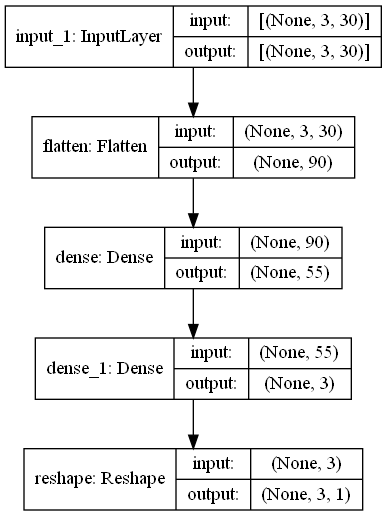 input_1: InputLayer
input: [(None, 3, 30)]
output: [(None, 3, 30)]
flatten: Flatten
input: (None, 3, 30)
output: (None, 90)
dense: Dense
input: (None, 90)
output: (None, 55)
dense_1: Dense
input: (None, 55)
output: (None, 3)
reshape: Reshape
input: (None, 3)
output: (None, 3, 1)